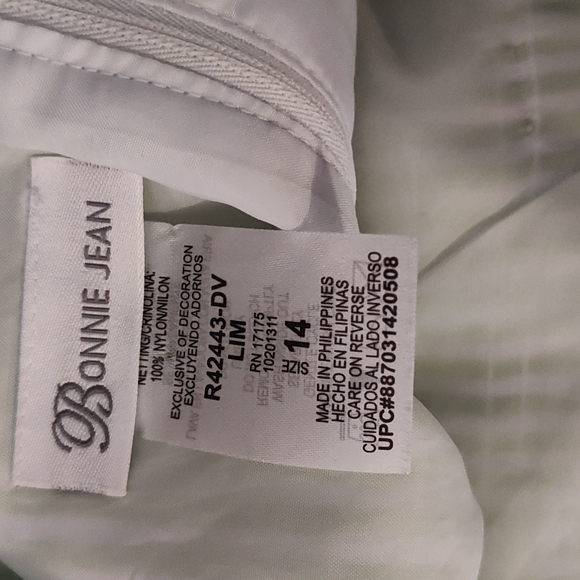 BONNIE JEAN
NETTING/CRINOLINA:
100% NYLON/NILON
EXCLUSIVE OF DECORATION
EXCLUYENDO ADORNOS
R42443-DV
LIM
RN 17175
10201311
14
MADE IN PHILIPPINES
HECHO EN FILIPINAS
CARE ON REVERSE
CUIDADOS AL LADO INVERSO
UPC#887031420508